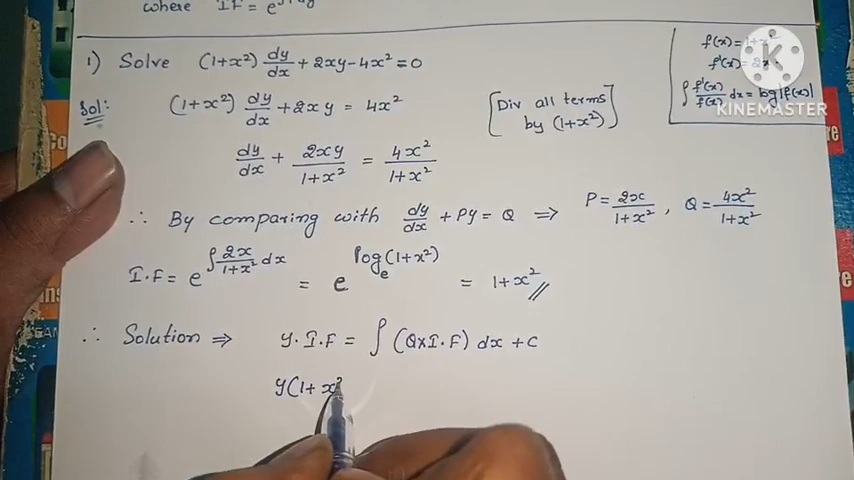 where I.F = e
1) Solve (1+x²) dy/dx + 2xy - 4x² = 0
f(x) = 1+x²
f'(x) = 2x
∫ f'(x)/f(x) dx = log|f(x)|
KINEMASTER
Sol: (1+x²) dy/dx + 2xy = 4x² [Div all terms by (1+x²)]
dy/dx + 2xy/1+x² = 4x²/1+x²
∴ By comparing with dy/dx + Py = Q ⇒ P = 2x/1+x² , Q = 4x²/1+x²
I.F = e^∫ 2x/1+x² dx = e^logₑ(1+x²) = 1+x² //
∴ Solution ⇒ y. I.F = ∫ (Q×I.F) dx + c
y(1+x²